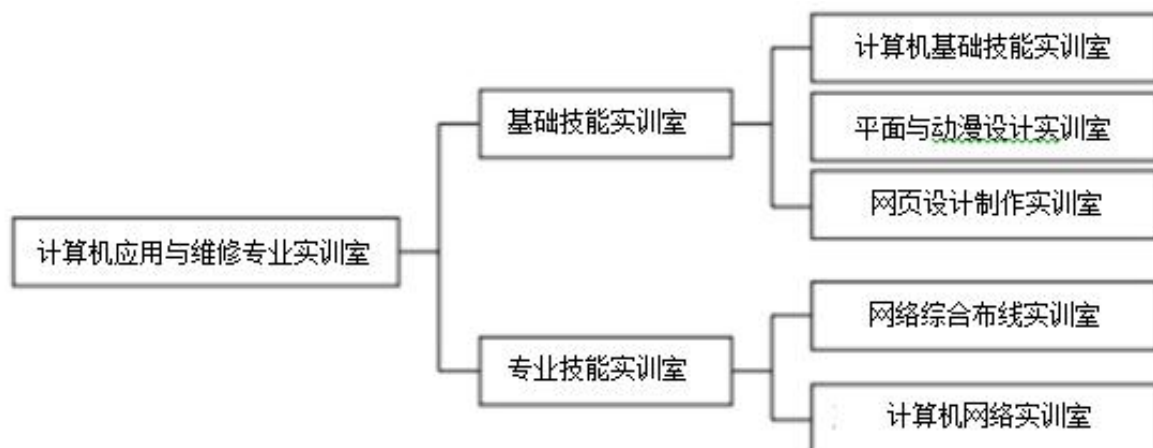 计算机基础技能实训室
基础技能实训室
平面与动漫设计实训室
网页设计制作实训室
计算机应用与维修专业实训室
网络综合布线实训室
专业技能实训室
计算机网络实训室